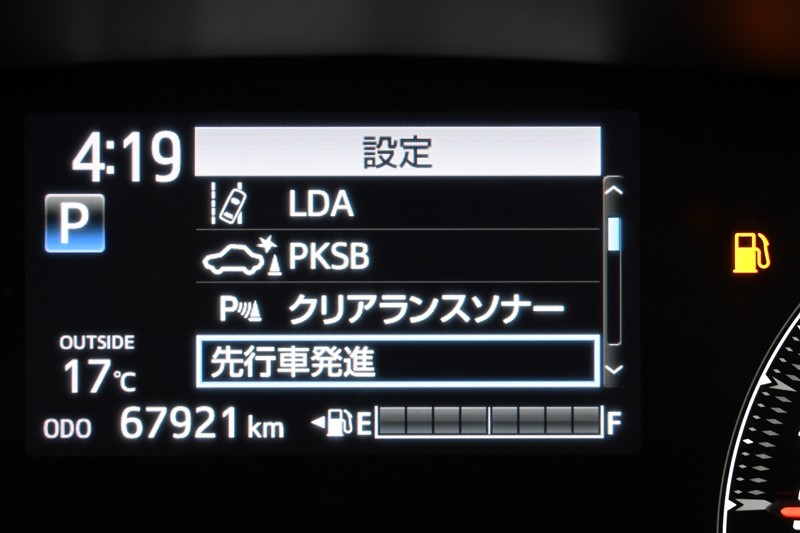 4:19
設定
P
LDA
PKSB
P クリアランスソナー
先行車発進
OUTSIDE
17℃
ODO 67921 km
E F